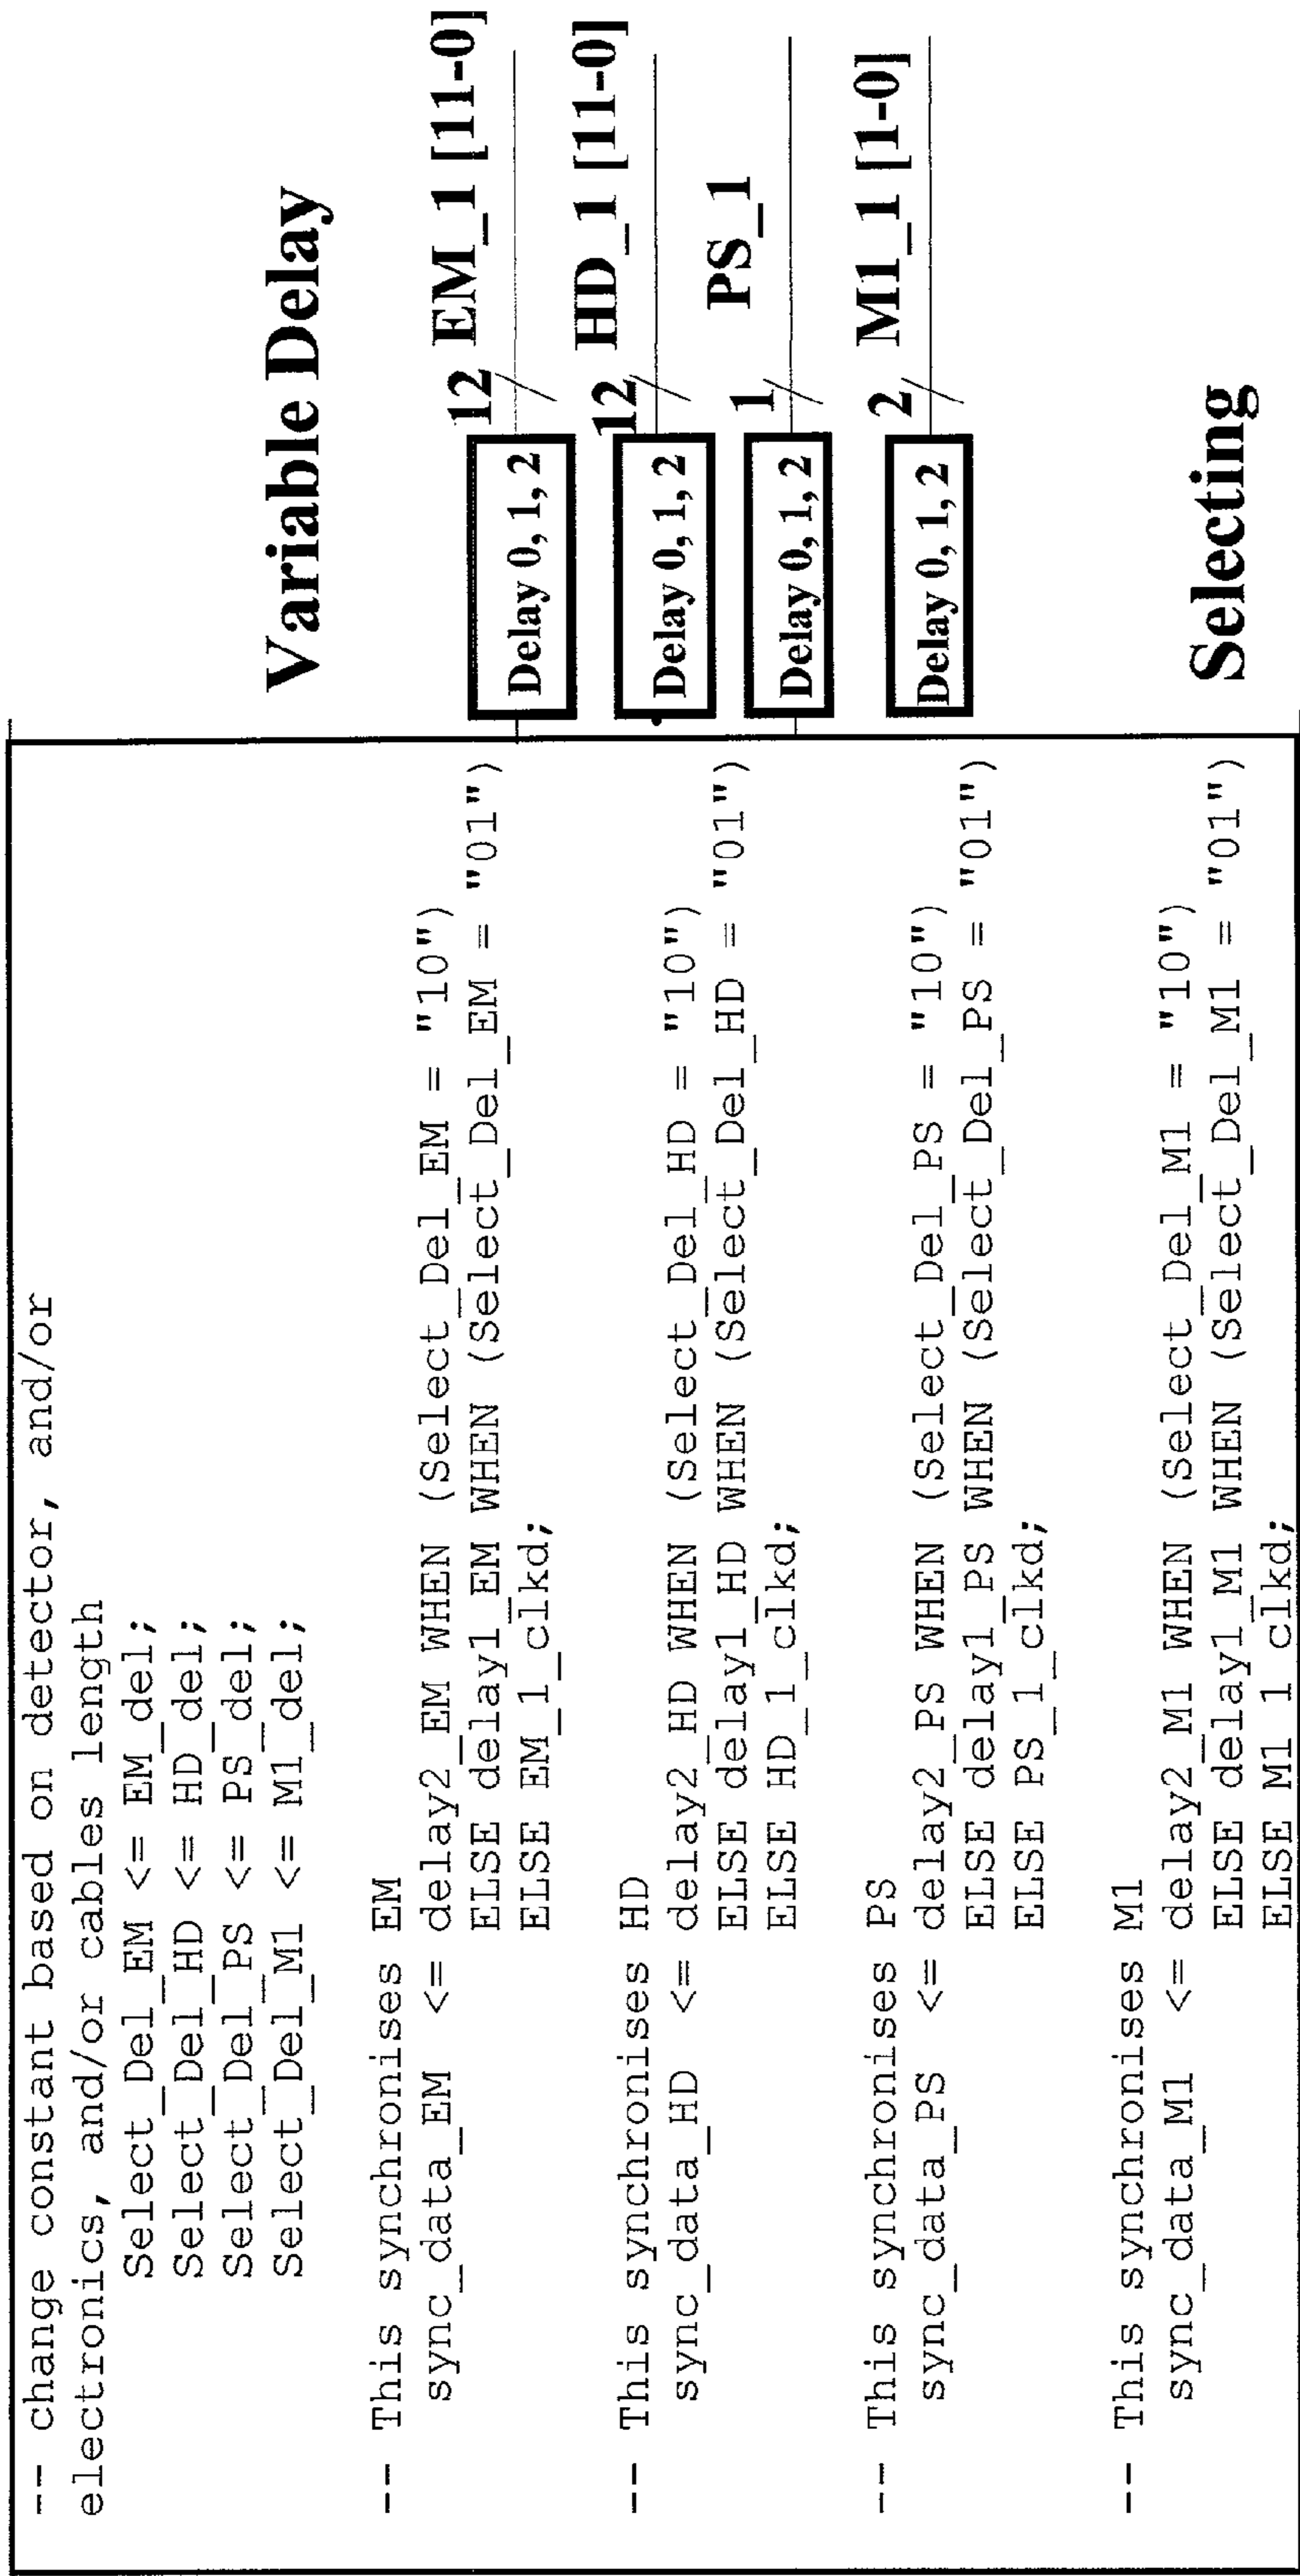 -- change constant based on detector, and/or
electronics, and/or cables length
Select_Del_EM <= EM_del;
Select_Del_HD <= HD_del;
Select_Del_PS <= PS_del;
Select_Del_M1 <= M1_del;
-- This synchronises EM
sync_data_EM <= delay2_EM WHEN (Select_Del_EM = "10")
ELSE delay1_EM WHEN (Select_Del_EM = "01")
ELSE EM_1_clkd;
-- This synchronises HD
sync_data_HD <= delay2_HD WHEN (Select_Del_HD = "10")
ELSE delay1_HD WHEN (Select_Del_HD = "01")
ELSE HD_1_clkd;
-- This synchronises PS
sync_data_PS <= delay2_PS WHEN (Select_Del_PS = "10")
ELSE delay1_PS WHEN (Select_Del_PS = "01")
ELSE PS_1_clkd;
-- This synchronises M1
sync_data_M1 <= delay2_M1 WHEN (Select_Del_M1 = "10")
ELSE delay1_M1 WHEN (Select_Del_M1 = "01")
ELSE M1 1 clkd;
Variable Delay
Delay 0, 1, 2
12 EM_1 [11-0]
Delay 0, 1, 2
12 HD_1 [11-0]
Delay 0, 1, 2
1 PS_1
Delay 0, 1, 2
2 M1_1 [1-0]
Selecting